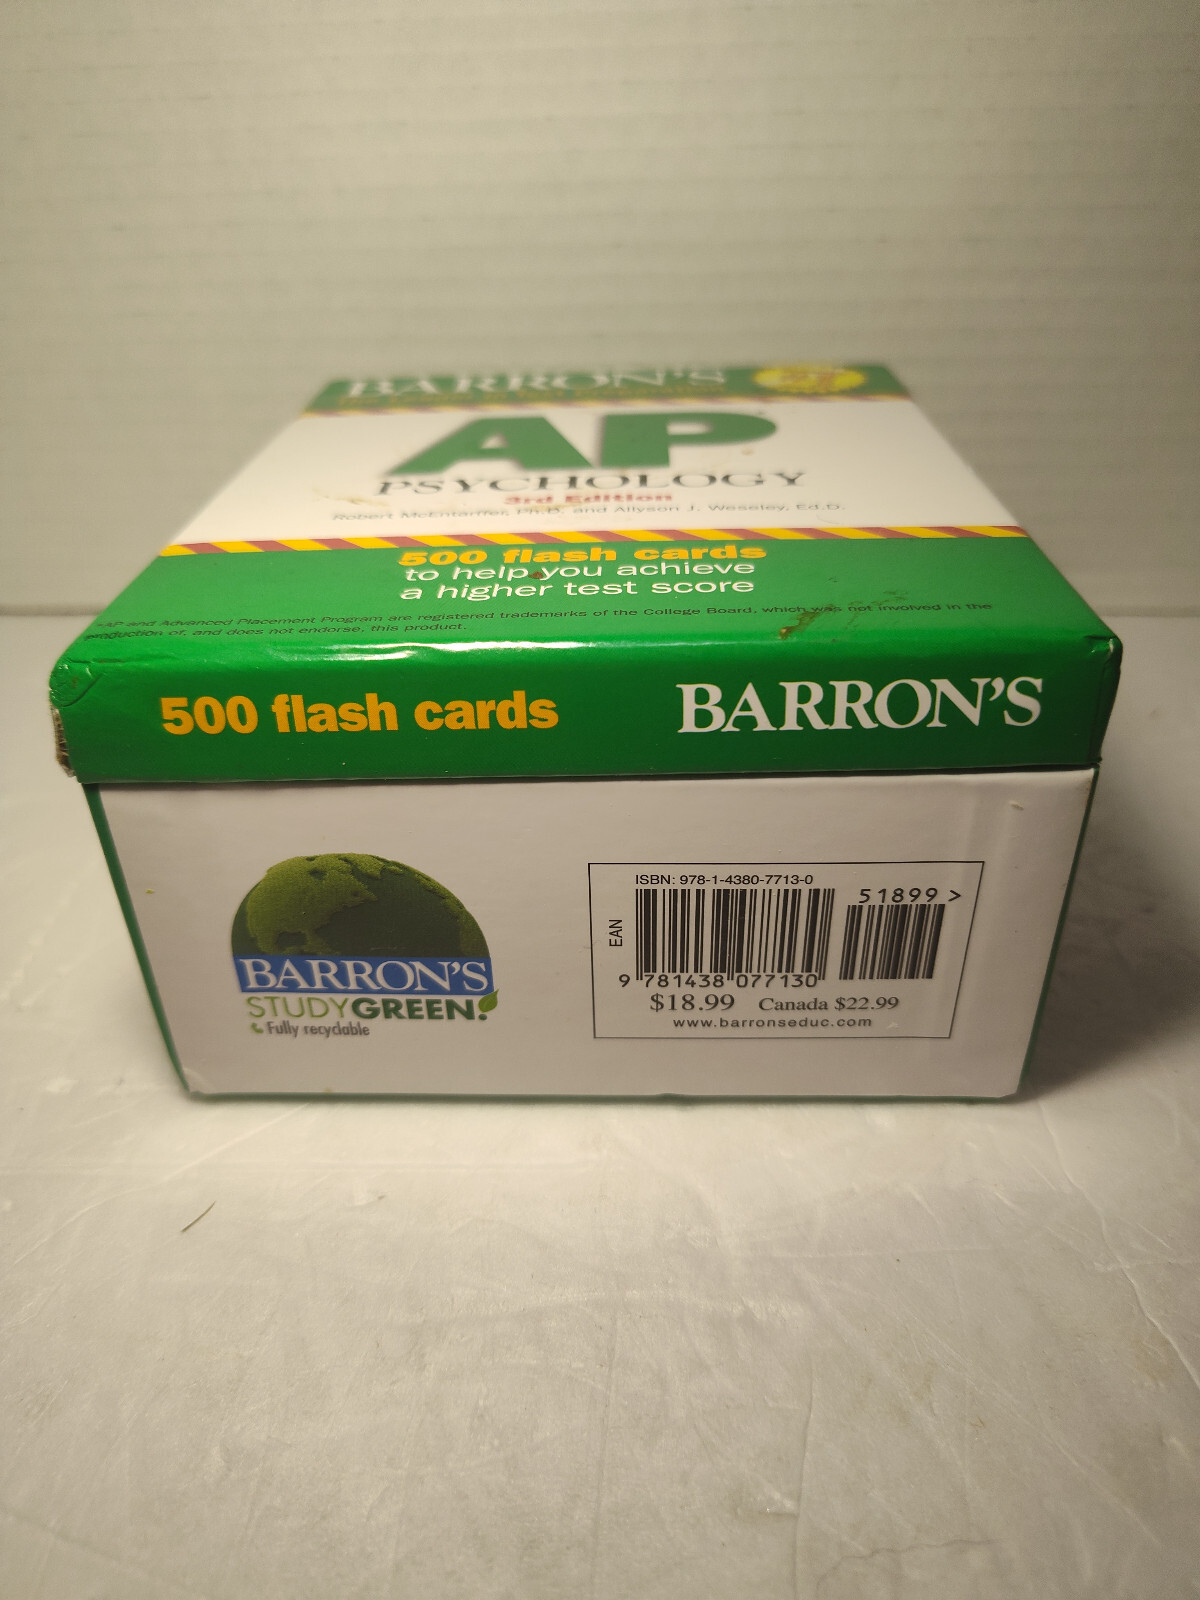 BARRON'S
AP®
PSYCHOLOGY
3rd Edition
Robert McEntarffer, Ph.D. and Allyson J. Weseley, Ed.D.
500 flash cards
to help you achieve
a higher test score
AP and Advanced Placement Program are registered trademarks of the College Board, which was not involved in the
production of, and does not endorse, this product.
500 flash cards
BARRON'S
BARRON'S
STUDYGREEN!
Fully recyclable
ISBN: 978-1-4380-7713-0
51899 >
EAN
9 781438 077130
$18.99 Canada $22.99
www.barronseduc.com